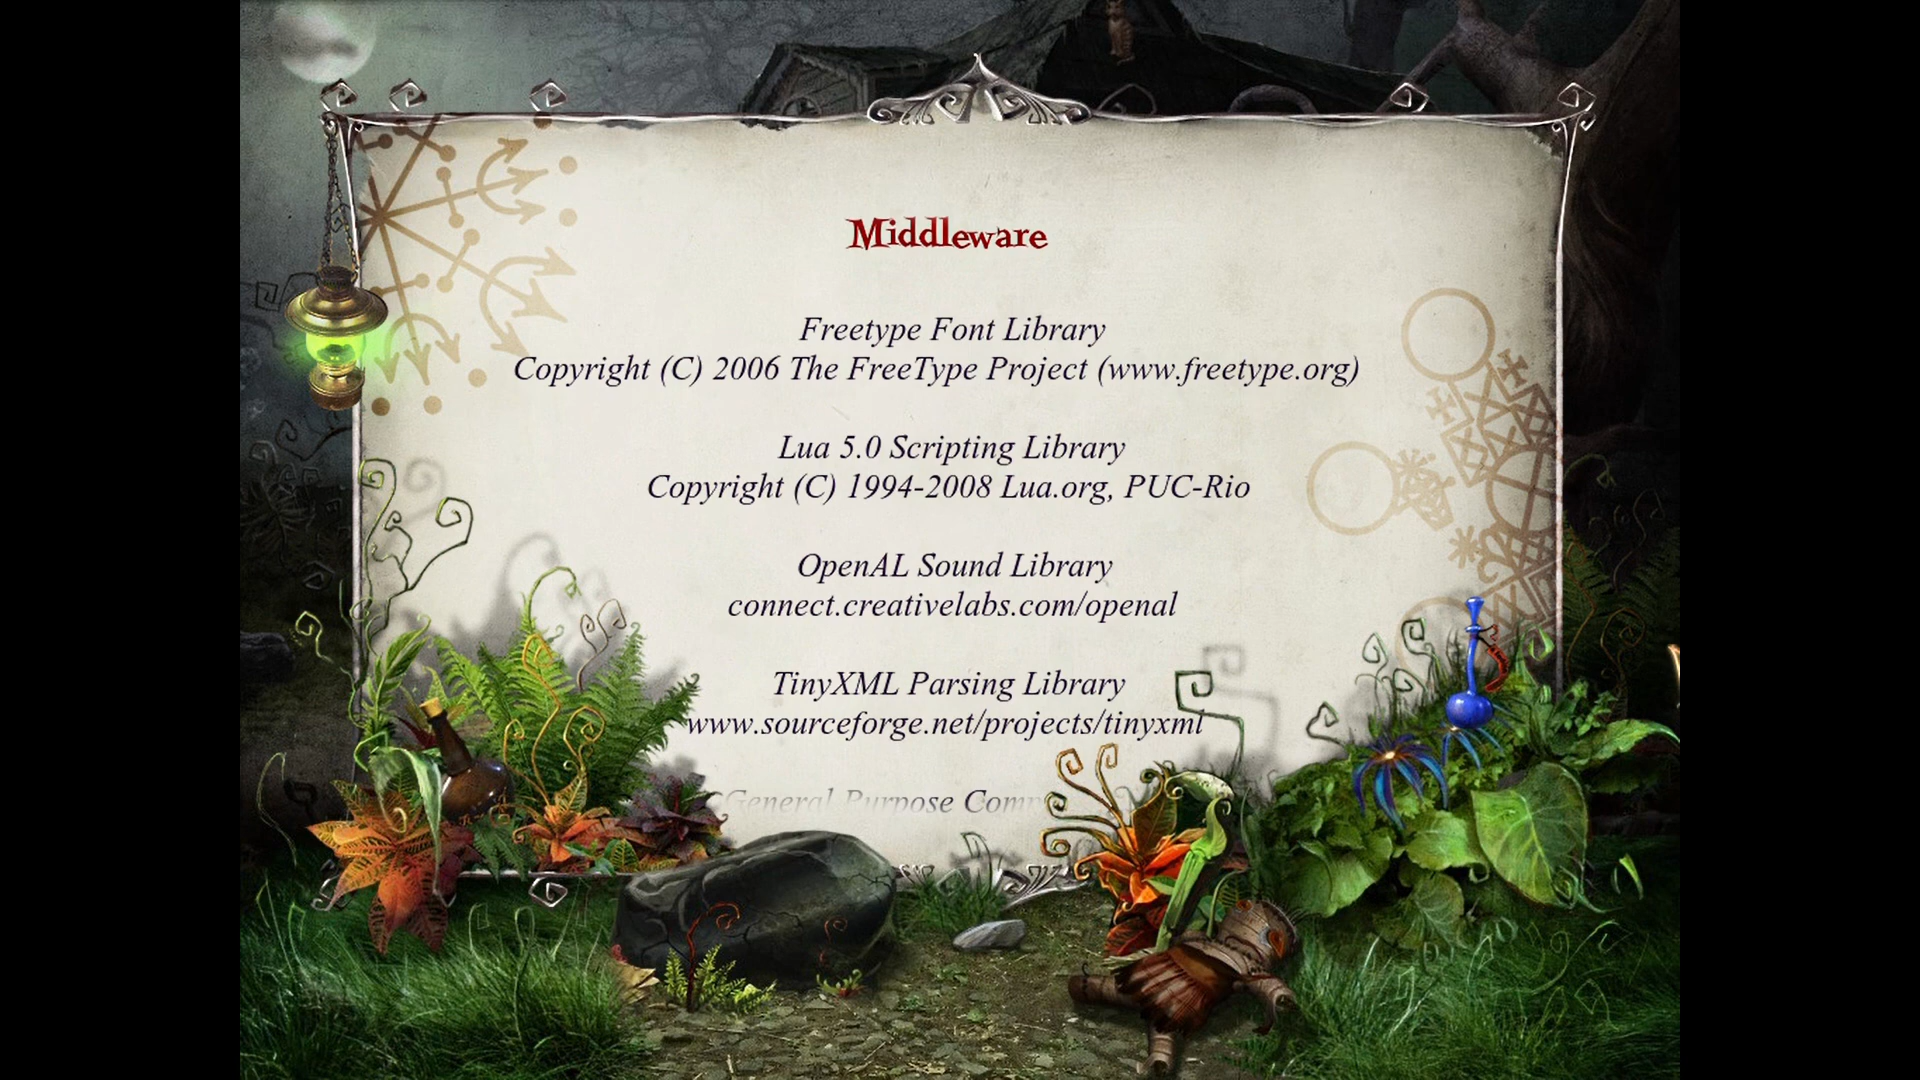 Middleware
Freetype Font Library
Copyright (C) 2006 The FreeType Project (www.freetype.org)
Lua 5.0 Scripting Library
Copyright (C) 1994-2008 Lua.org, PUC-Rio
OpenAL Sound Library
connect.creativelabs.com/openal
TinyXML Parsing Library
www.sourceforge.net/projects/tinyxml
General Purpose